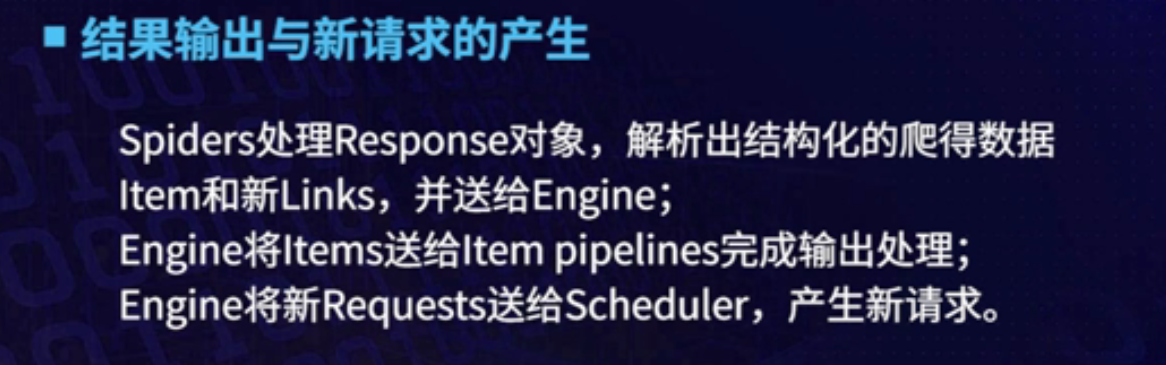 结果输出与新请求的产生
Spiders处理Response对象，解析出结构化的爬得数据
Item和新Links，并送给Engine；
Engine将Items送给Item pipelines完成输出处理；
Engine将新Requests送给Scheduler，产生新请求。